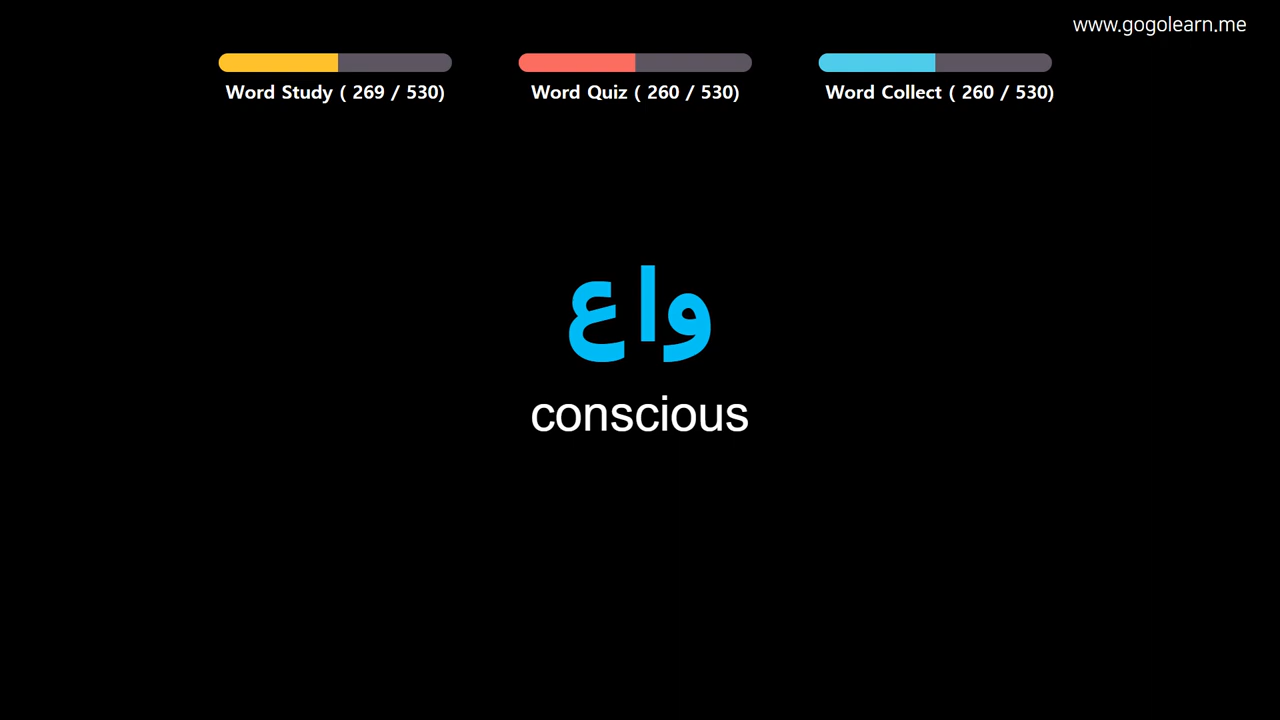 www.gogolearn.me
Word Study ( 269 / 530)
Word Quiz ( 260 / 530)
Word Collect ( 260 / 530)
واع
conscious